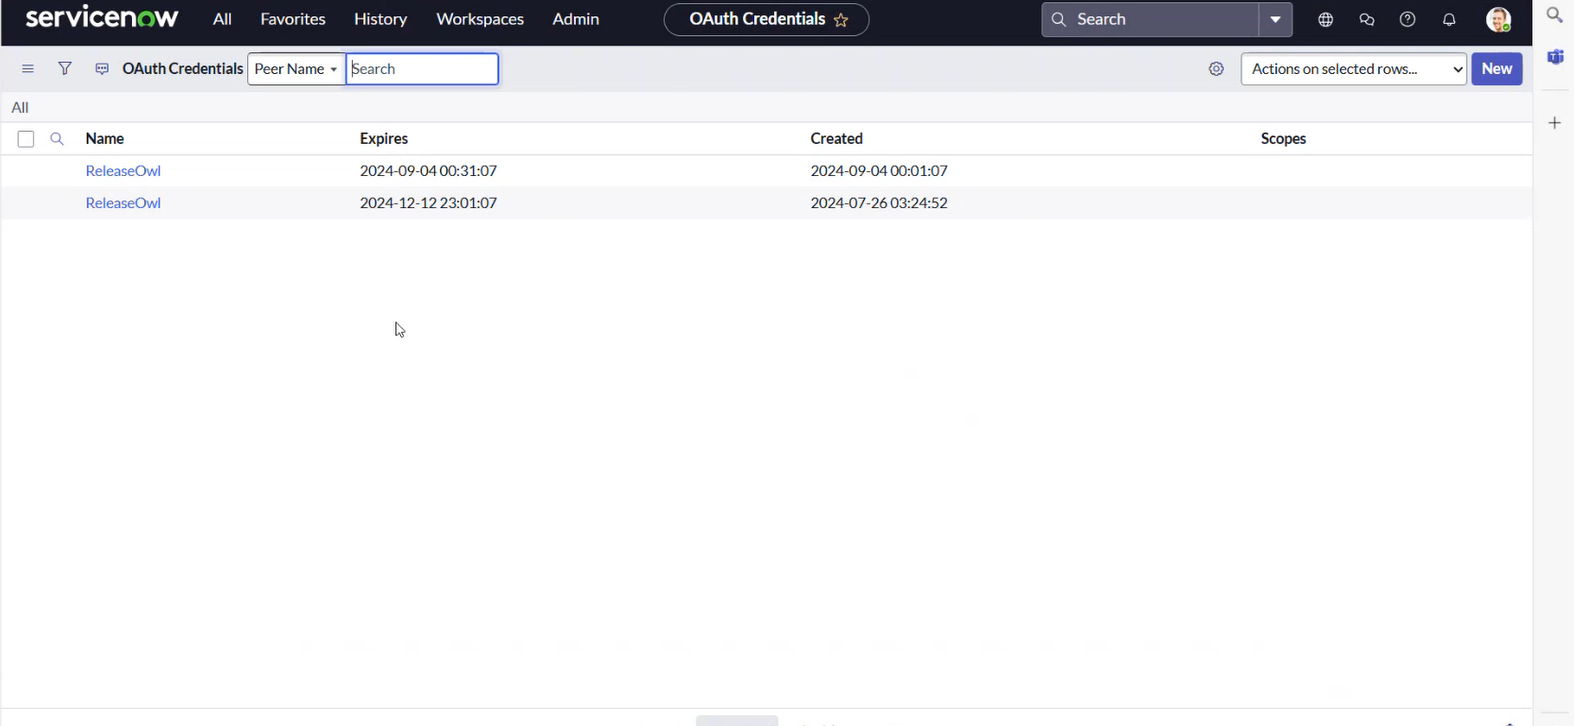 servicenow All Favorites History Workspaces Admin OAuth Credentials Search
OAuth Credentials Peer Name Search Actions on selected rows... New
All
Name Expires Created Scopes
ReleaseOwl 2024-09-04 00:31:07 2024-09-04 00:01:07
ReleaseOwl 2024-12-12 23:01:07 2024-07-26 03:24:52